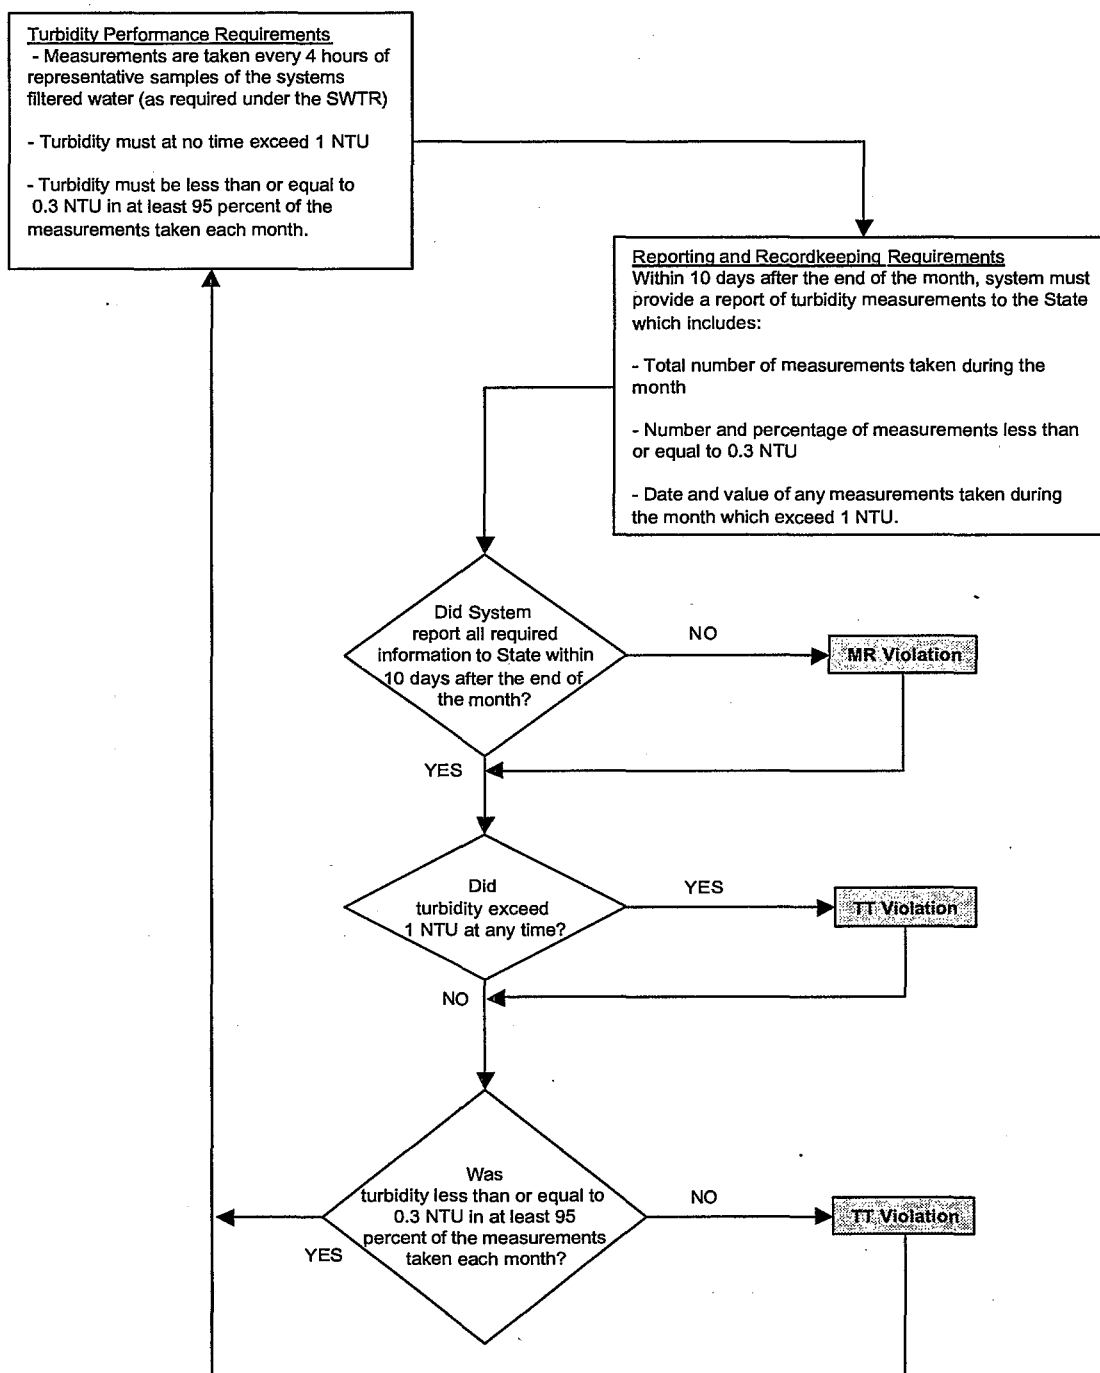 Turbidity Performance Requirements
- Measurements are taken every 4 hours of
representative samples of the systems
filtered water (as required under the SWTR)
- Turbidity must at no time exceed 1 NTU
- Turbidity must be less than or equal to
0.3 NTU in at least 95 percent of the
measurements taken each month.
Reporting and Recordkeeping Requirements
Within 10 days after the end of the month, system must
provide a report of turbidity measurements to the State
which includes:
- Total number of measurements taken during the
month
- Number and percentage of measurements less than
or equal to 0.3 NTU
- Date and value of any measurements taken during
the month which exceed 1 NTU.
Did System
report all required
information to State within
10 days after the end of
the month?
NO
MR Violation
YES
Did
turbidity exceed
1 NTU at any time?
YES
TT Violation
NO
Was
turbidity less than or equal to
0.3 NTU in at least 95
percent of the measurements
taken each month?
NO
TT Violation
YES